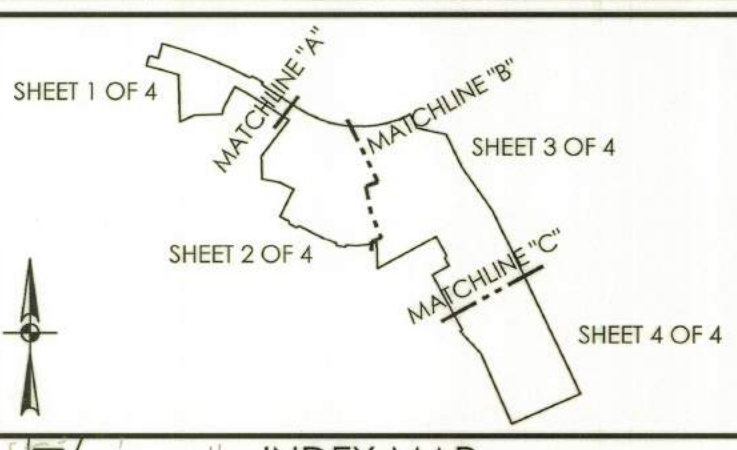 MATCHLINE "A"
SHEET 1 OF 4
MATCHLINE "B"
SHEET 3 OF 4
SHEET 2 OF 4
MATCHLINE "C"
SHEET 4 OF 4
INDEX MAP